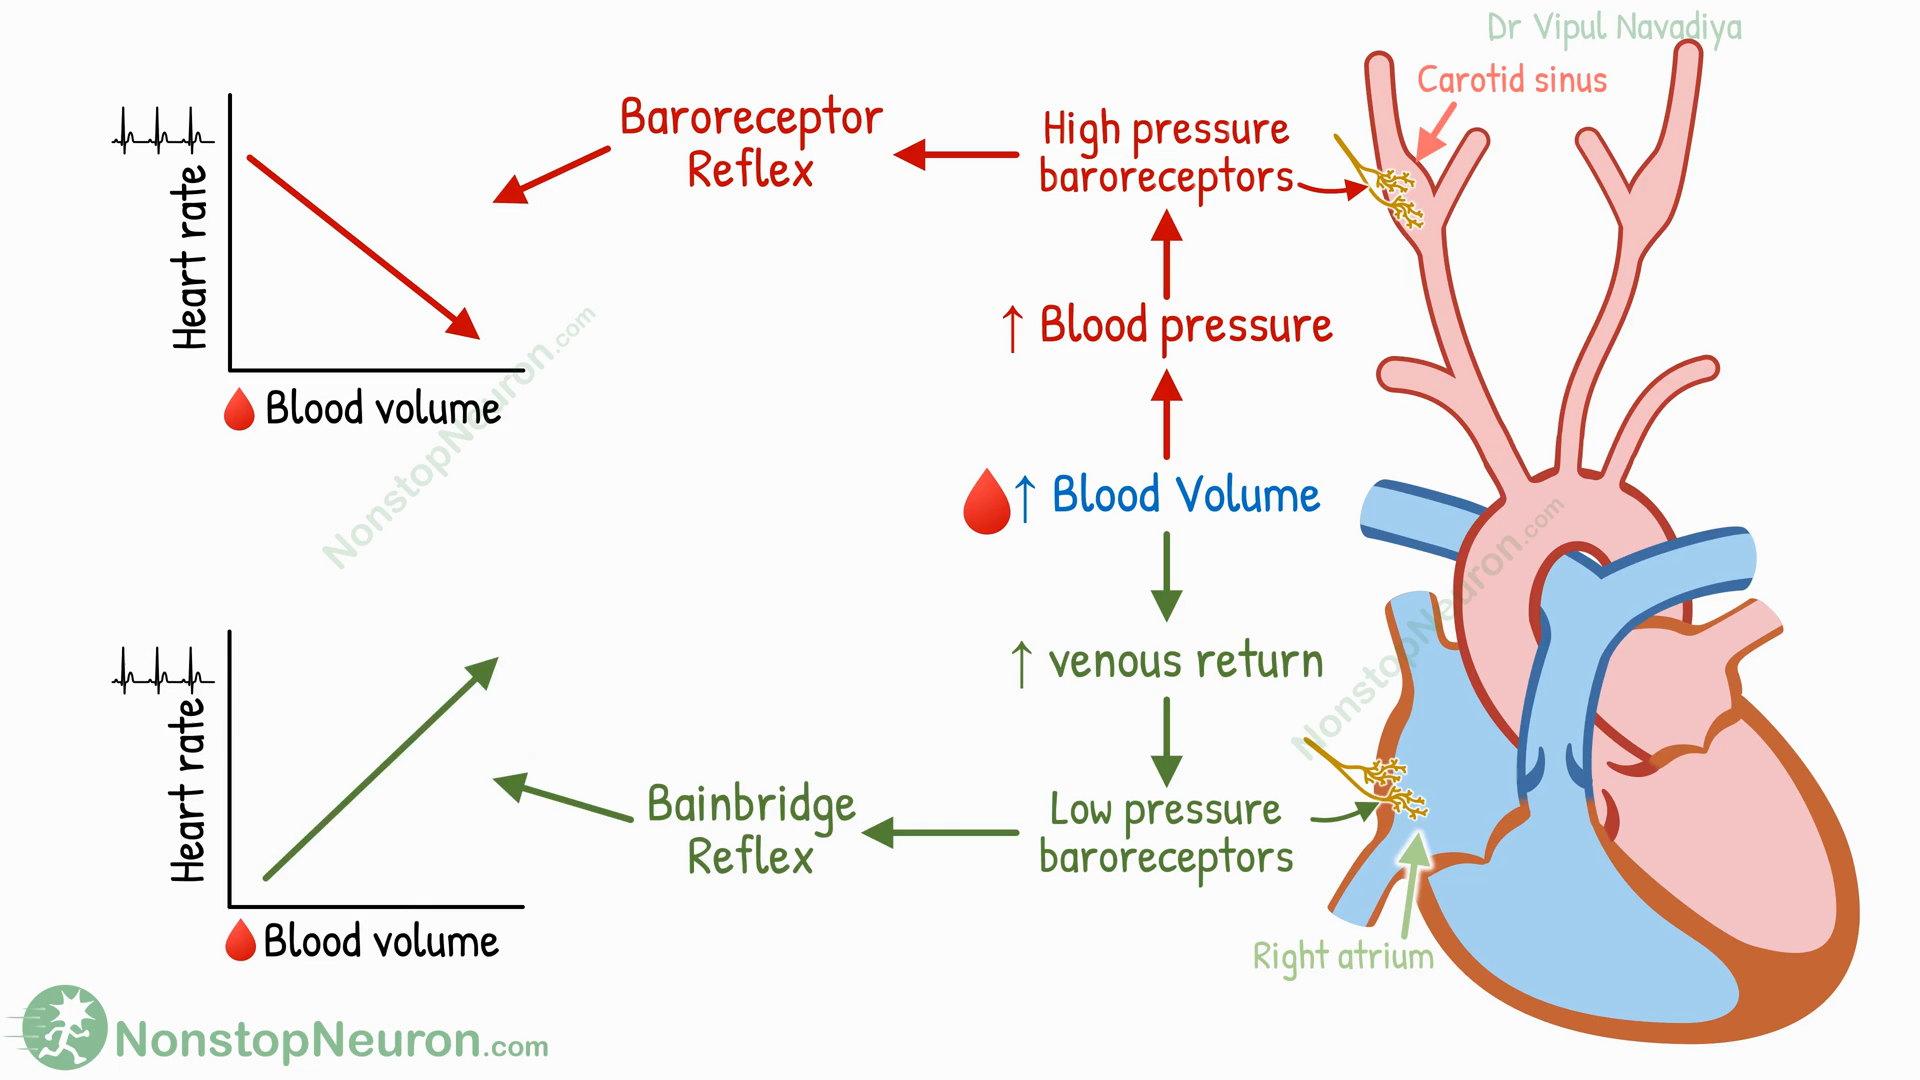 Dr Vipul Navadiya
Carotid sinus
Baroreceptor
Reflex
High pressure
baroreceptors
Heart rate
↑ Blood pressure
Blood volume
↑ Blood Volume
NonstopNeuron.com
NonstopNeuron.com
↑ venous return
Heart rate
Bainbridge
Reflex
Low pressure
baroreceptors
Blood volume
Right atrium
NonstopNeuron.com